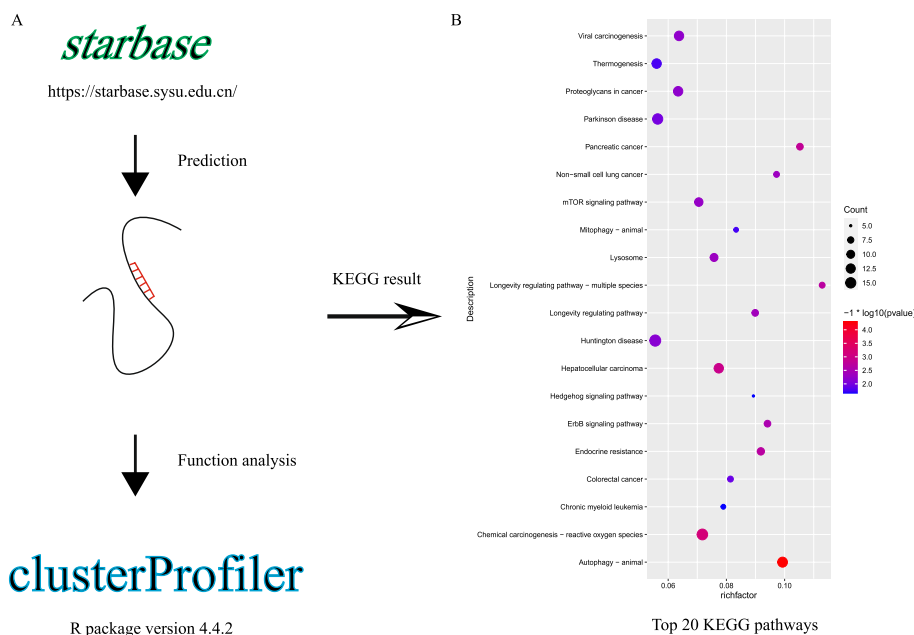 A
starbase
https://starbase.sysu.edu.cn/
Prediction
Function analysis
clusterProfiler
R package version 4.4.2
KEGG result
B
Description
Viral carcinogenesis
Thermogenesis
Proteoglycans in cancer
Parkinson disease
Pancreatic cancer
Non−small cell lung cancer
mTOR signaling pathway
Mitophagy − animal
Lysosome
Longevity regulating pathway − multiple species
Longevity regulating pathway
Huntington disease
Hepatocellular carcinoma
Hedgehog signaling pathway
ErbB signaling pathway
Endocrine resistance
Colorectal cancer
Chronic myeloid leukemia
Chemical carcinogenesis − reactive oxygen species
Autophagy − animal
0.06 0.08 0.10
richfactor
Count
5.0
7.5
10.0
12.5
15.0
−1 * log10(pvalue)
4.0
3.5
3.0
2.5
2.0
Top 20 KEGG pathways